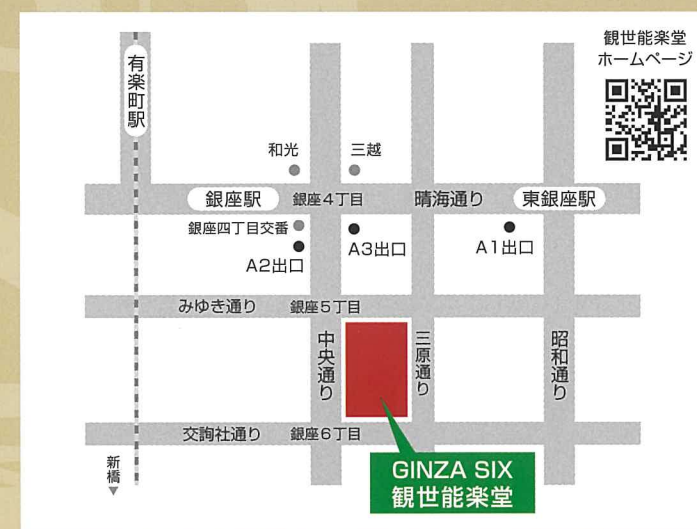 観世能楽堂
ホームページ
有楽町駅
和光
三越
銀座駅
銀座4丁目
晴海通り
東銀座駅
銀座四丁目交番
A2出口
A3出口
A1出口
みゆき通り
銀座5丁目
中央通り
三原通り
昭和通り
交詢社通り
銀座6丁目
新橋
GINZA SIX
観世能楽堂